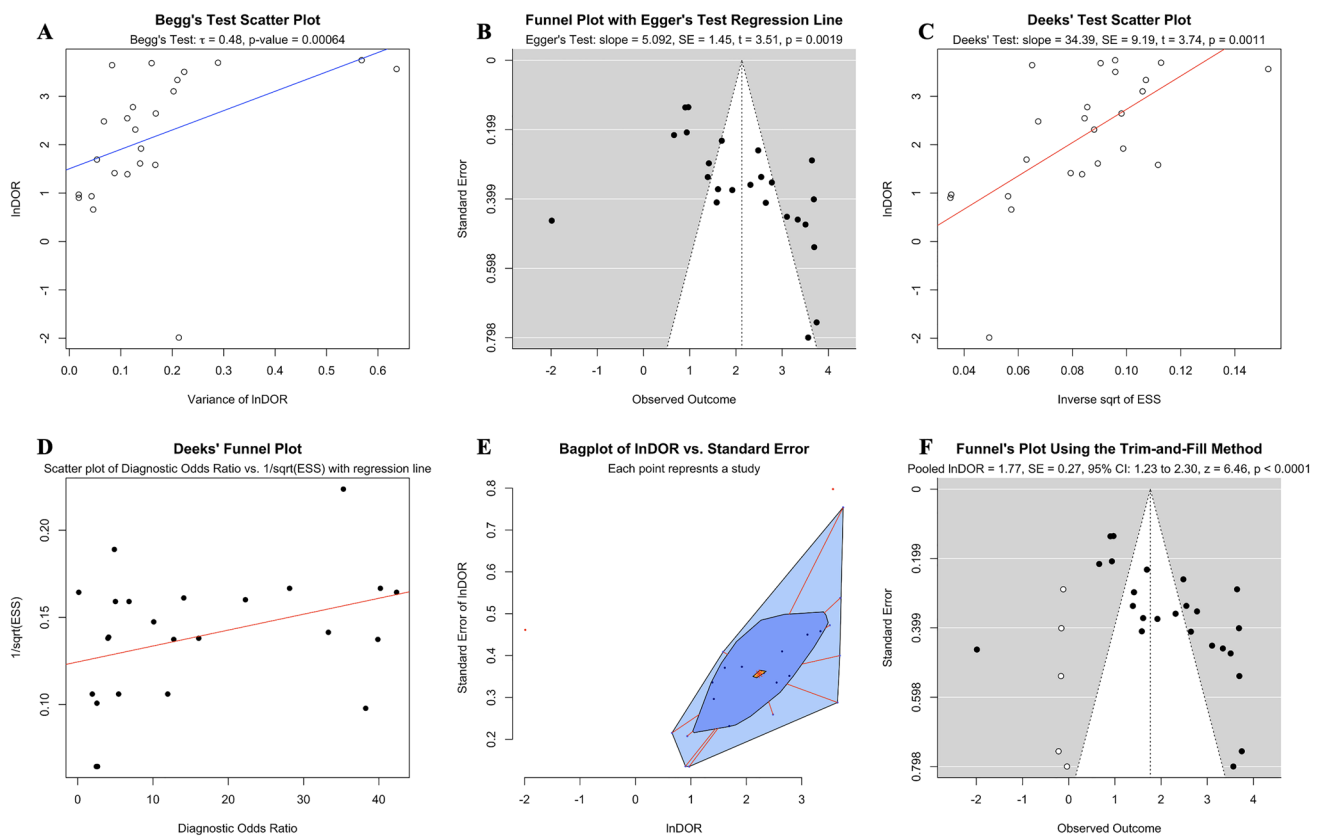 A
Begg's Test Scatter Plot
Begg's Test: τ = 0.48, p-value = 0.00064
lnDOR
3
2
1
0
-1
-2
0.0 0.1 0.2 0.3 0.4 0.5 0.6
Variance of lnDOR
B
Funnel Plot with Egger's Test Regression Line
Egger's Test: slope = 5.092, SE = 1.45, t = 3.51, p = 0.0019
Standard Error
0
0.199
0.399
0.598
0.798
-2 -1 0 1 2 3 4
Observed Outcome
C
Deeks' Test Scatter Plot
Deeks' Test: slope = 34.39, SE = 9.19, t = 3.74, p = 0.0011
lnDOR
3
2
1
0
-1
-2
0.04 0.06 0.08 0.10 0.12 0.14
Inverse sqrt of ESS
D
Deeks' Funnel Plot
Scatter plot of Diagnostic Odds Ratio vs. 1/sqrt(ESS) with regression line
1/sqrt(ESS)
0.20
0.15
0.10
0 10 20 30 40
Diagnostic Odds Ratio
E
Bagplot of lnDOR vs. Standard Error
Each point represnts a study
Standard Error of lnDOR
0.8
0.7
0.6
0.5
0.4
0.3
0.2
-2 -1 0 1 2 3
lnDOR
F
Funnel's Plot Using the Trim-and-Fill Method
Pooled lnDOR = 1.77, SE = 0.27, 95% CI: 1.23 to 2.30, z = 6.46, p < 0.0001
Standard Error
0
0.199
0.399
0.598
0.798
-2 -1 0 1 2 3 4
Observed Outcome